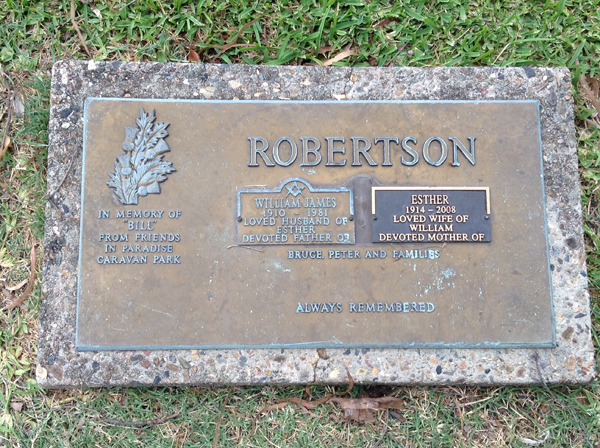 ROBERTSON
IN MEMORY OF
'BILL'
FROM FRIENDS
IN PARADISE
CARAVAN PARK
WILLIAM JAMES
1910 1981
LOVED HUSBAND OF
ESTHER
DEVOTED FATHER OF
ESTHER
1914 - 2008
LOVED WIFE OF
WILLIAM
DEVOTED MOTHER OF
BRUCE, PETER AND FAMILIES
ALWAYS REMEMBERED